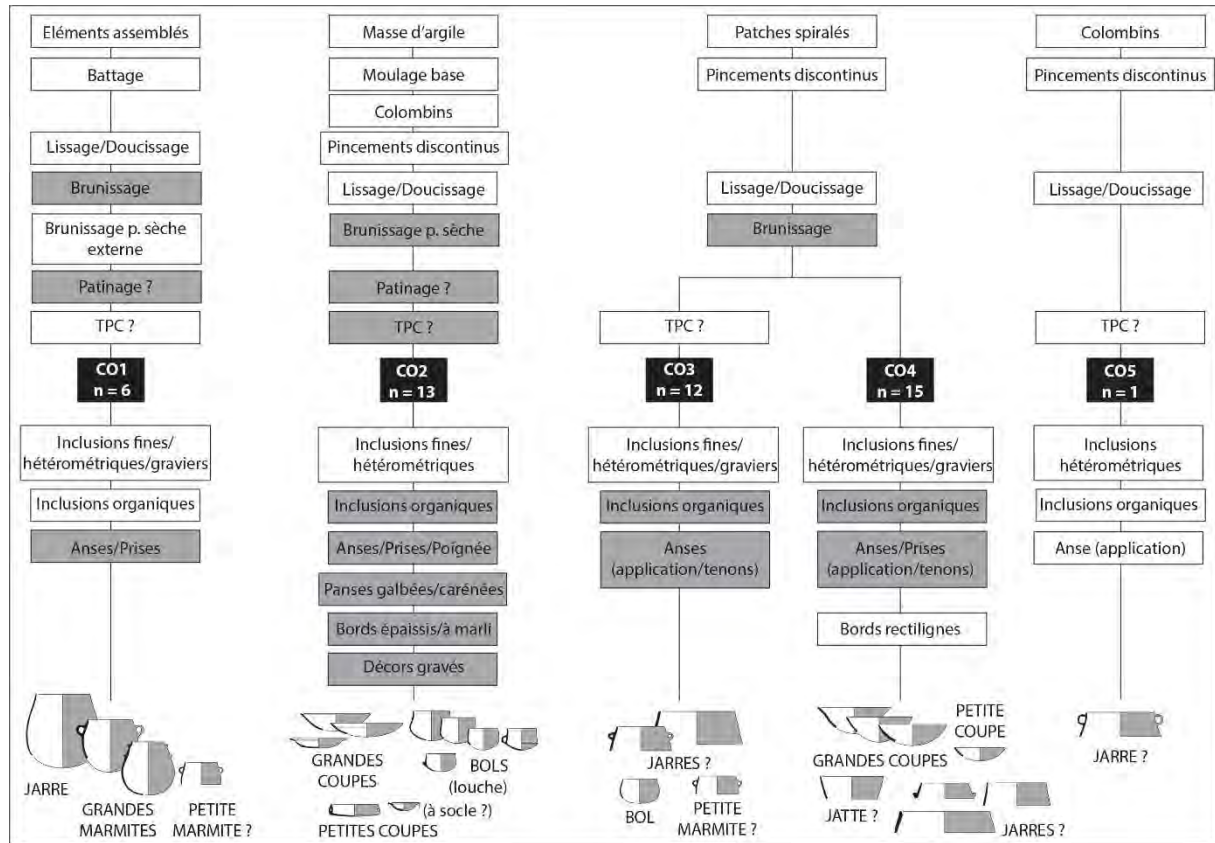 Eléments assemblés
Battage
Lissage/Doucissage
Brunissage
Brunissage p. sèche
externe
Patinage ?
TPC ?
CO1
n = 6
Inclusions fines/
hétérométriques/graviers
Inclusions organiques
Anses/Prises
JARRE
GRANDES
MARMITES
PETITE
MARMITE ?
Masse d'argile
Moulage base
Colombins
Pincements discontinus
Lissage/Doucissage
Brunissage p. sèche
Patinage ?
TPC ?
CO2
n = 13
Inclusions fines/
hétérométriques
Inclusions organiques
Anses/Prises/Poignée
Panses galbées/carénées
Bords épaissis/à marli
Décors gravés
GRANDES
COUPES
BOLS
(louche)
(à socle ?)
PETITES COUPES
Patches spiralés
Pincements discontinus
Lissage/Doucissage
Brunissage
TPC ?
CO3
n = 12
Inclusions fines/
hétérométriques/graviers
Inclusions organiques
Anses
(application/tenons)
JARRES ?
BOL
PETITE
MARMITE ?
CO4
n = 15
Inclusions fines/
hétérométriques/graviers
Inclusions organiques
Anses/Prises
(application/tenons)
Bords rectilignes
PETITE
COUPE
GRANDES COUPES
JATTE ?
JARRES ?
Colombins
Pincements discontinus
Lissage/Doucissage
TPC ?
CO5
n = 1
Inclusions
hétérométriques
Inclusions organiques
Anse (application)
JARRE ?